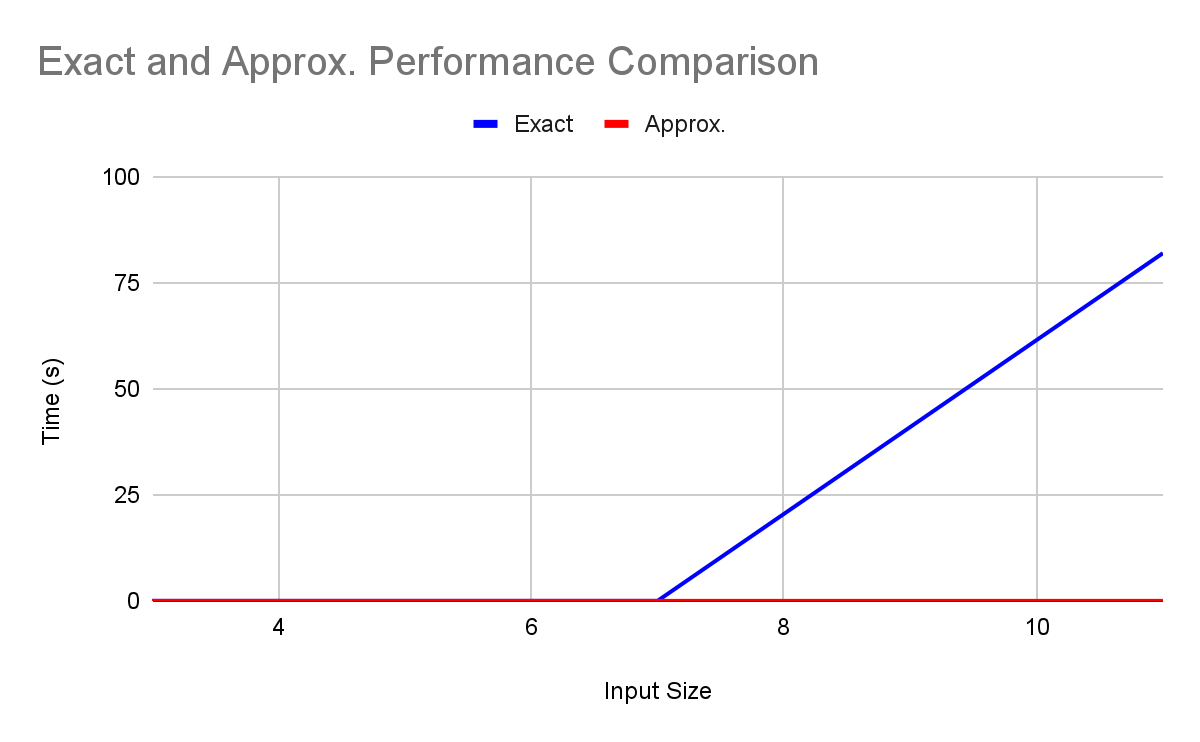 Exact and Approx. Performance Comparison
Exact Approx.
100
75
50
25
0
Time (s)
4 6 8 10
Input Size